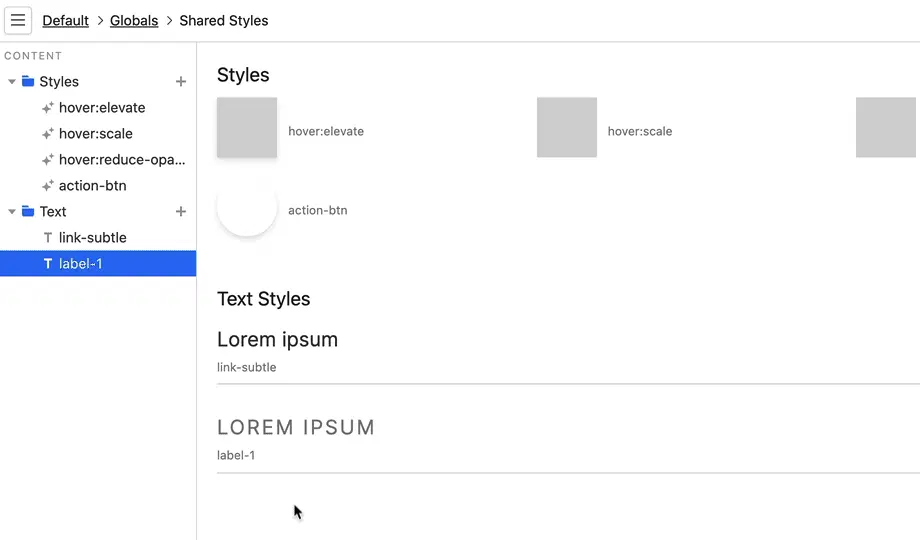 Default > Globals > Shared Styles
CONTENT
Styles
hover:elevate
hover:scale
hover:reduce-opa...
action-btn
Text
link-subtle
label-1
Styles
hover:elevate
hover:scale
action-btn
Text Styles
Lorem ipsum
link-subtle
LOREM IPSUM
label-1